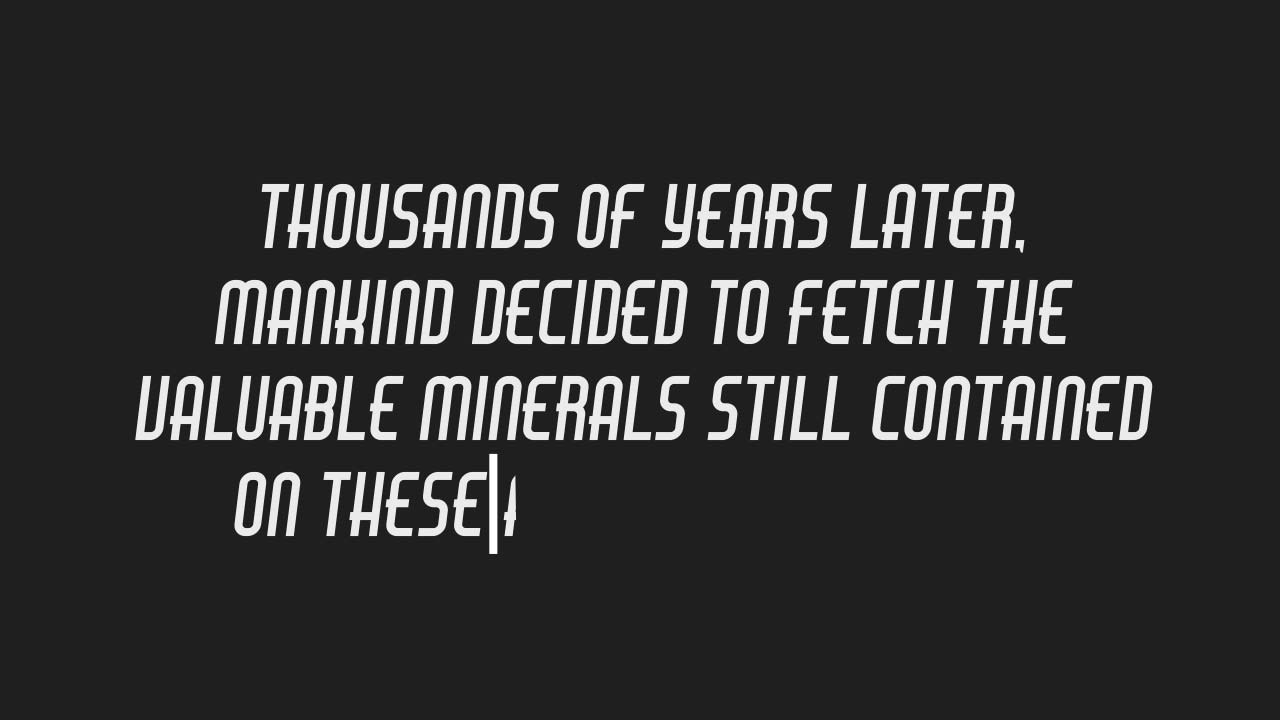 THOUSANDS OF YEARS LATER,
MANKIND DECIDED TO FETCH THE
VALUABLE MINERALS STILL CONTAINED
ON THESE